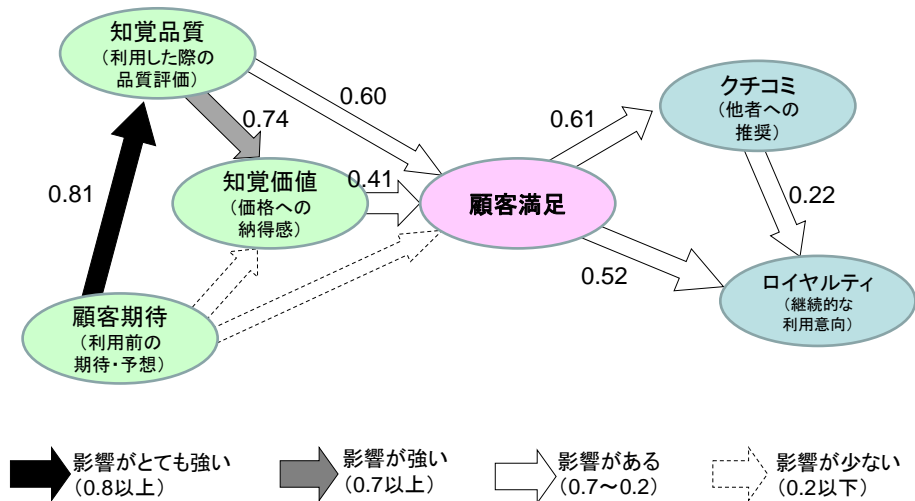 知覚品質
(利用した際の
品質評価)
0.60
0.74
0.81
知覚価値
(価格への
納得感)
0.41
顧客満足
0.61
クチコミ
(他者への
推奨)
0.22
0.52
ロイヤルティ
(継続的な
利用意向)
顧客期待
(利用前の
期待・予想)
影響がとても強い
(0.8以上)
影響が強い
(0.7以上)
影響がある
(0.7～0.2)
影響が少ない
(0.2以下)